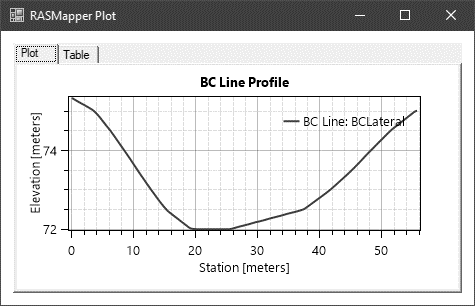 RASMapper Plot
Plot Table
BC Line Profile
BC Line: BCLateral
Elevation [meters]
74
72
0 10 20 30 40 50
Station [meters]